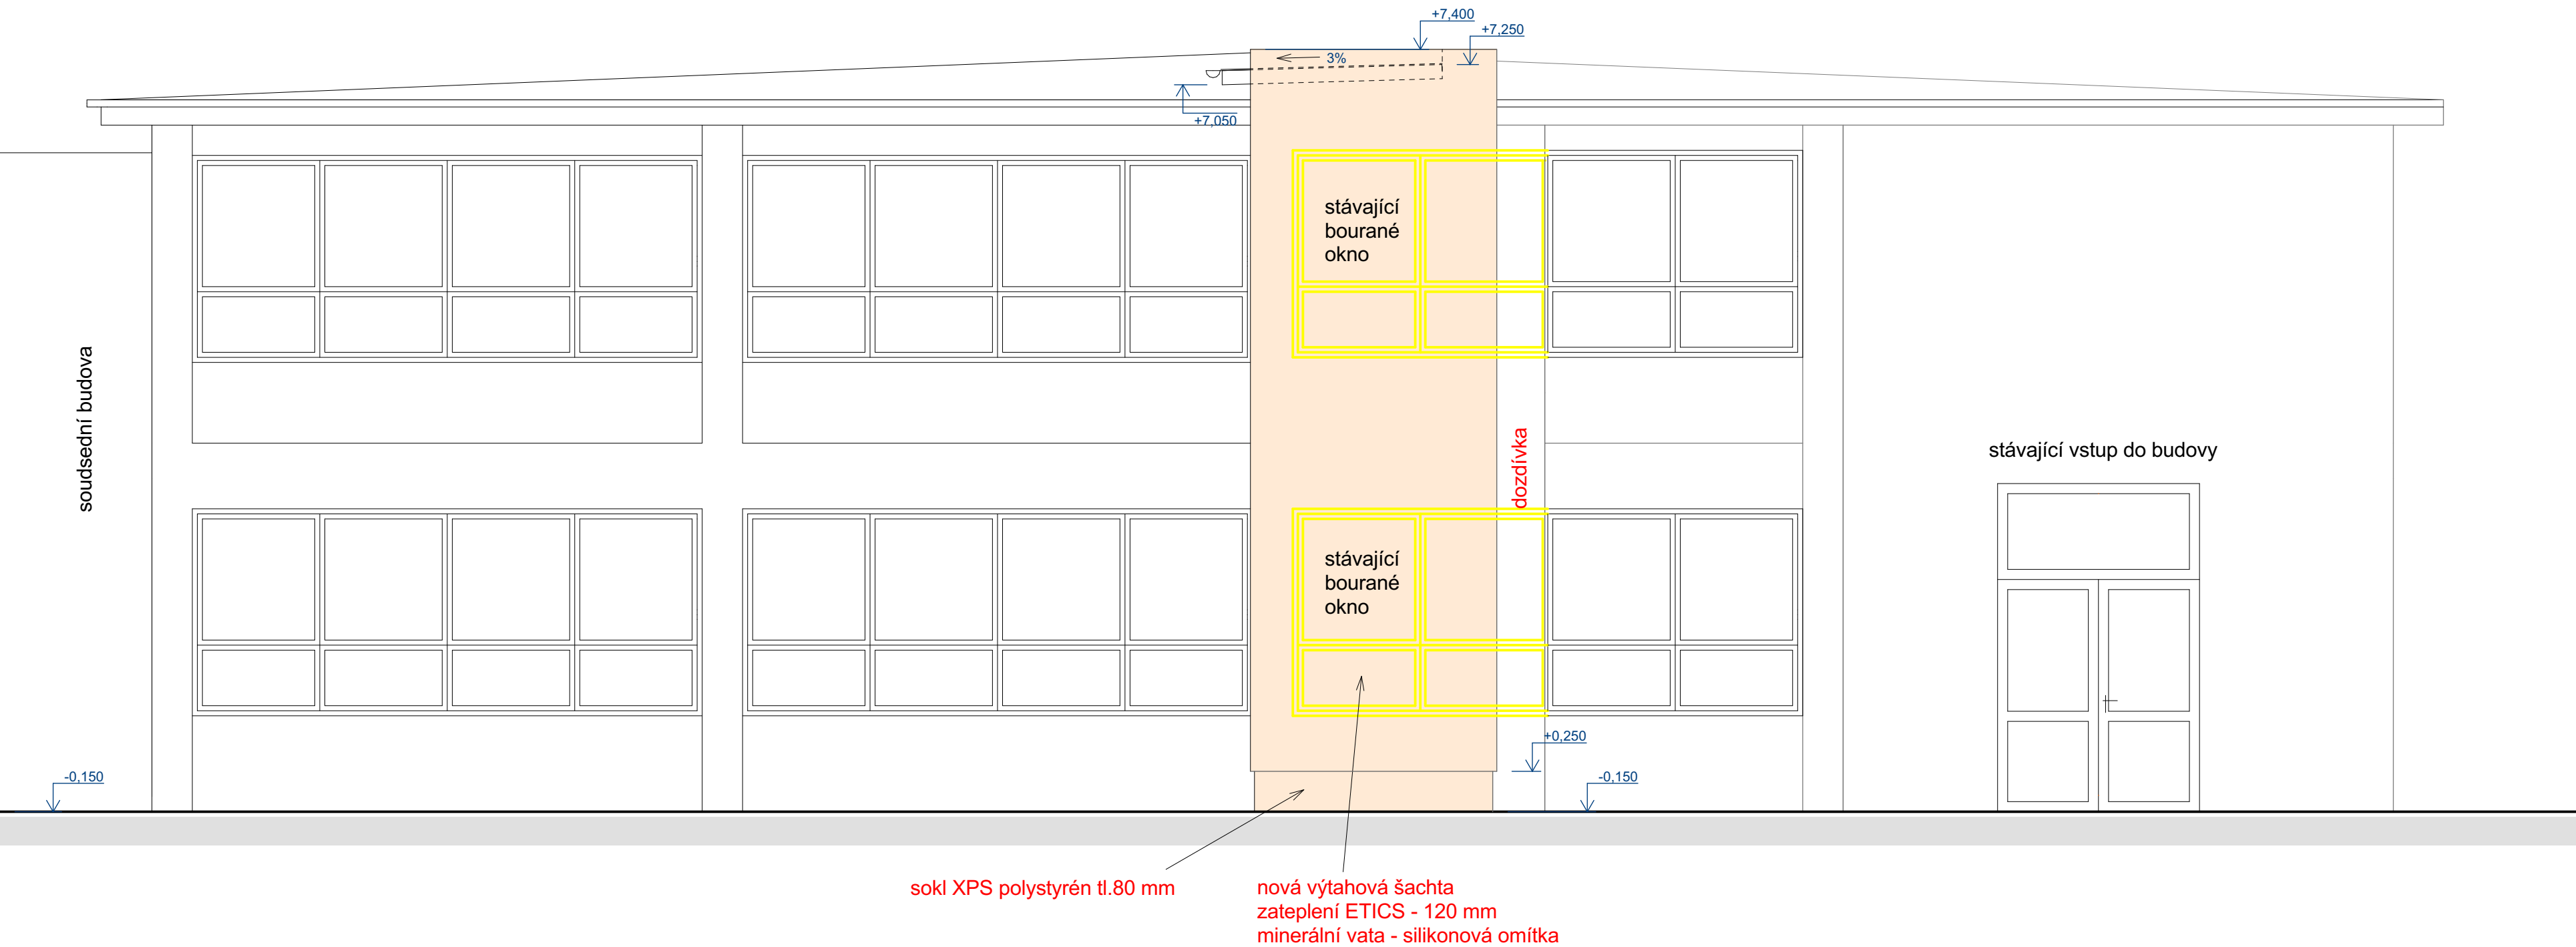 +7,400
+7,250
3%
+7,050
stávající
bourané
okno
soudsední budova
dozdívka
stávající vstup do budovy
stávající
bourané
okno
+0,250
-0,150
-0,150
sokl XPS polystyrén tl.80 mm
nová výtahová šachta
zateplení ETICS - 120 mm
minerální vata - silikonová omítka